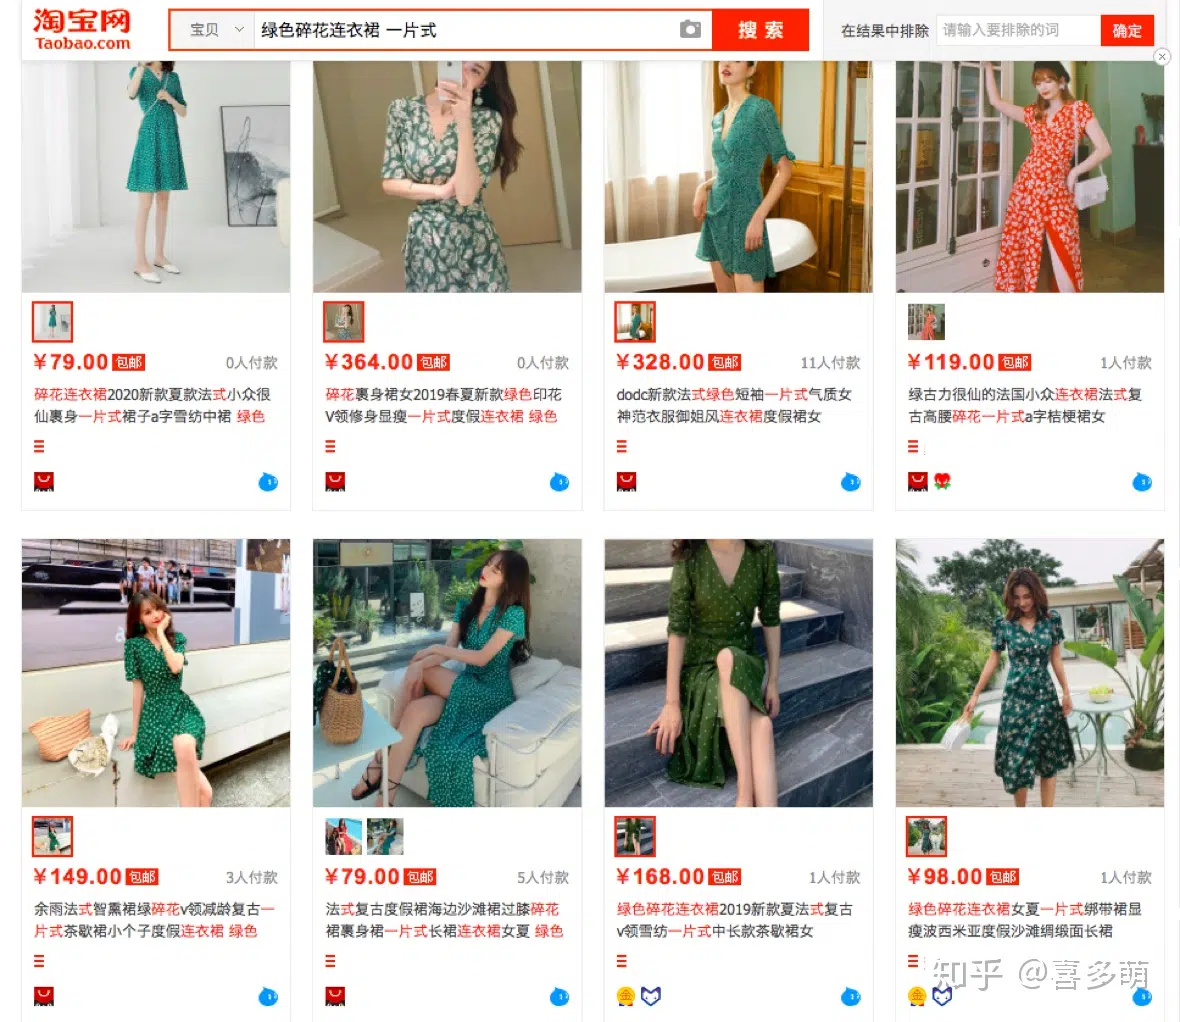 淘宝网
Taobao.com
宝贝
绿色碎花连衣裙 一片式
搜索
在结果中排除
请输入要排除的词
确定
¥79.00 包邮 0人付款
碎花连衣裙2020新款夏款法式小众很
仙裹身一片式裙子a字雪纺中裙 绿色
¥364.00 包邮 0人付款
碎花裹身裙女2019春夏新款绿色印花
V领修身显瘦一片式度假连衣裙 绿色
¥328.00 包邮 11人付款
dodc新款法式绿色短袖一片式气质女
神范衣服御姐风连衣裙度假裙女
¥119.00 包邮 1人付款
绿古力很仙的法国小众连衣裙法式复
古高腰碎花一片式a字桔梗裙女
¥149.00 包邮 3人付款
余雨法式智熏裙绿碎花v领减龄复古一
片式茶歇裙小个子度假连衣裙 绿色
¥79.00 包邮 5人付款
法式复古度假裙海边沙滩裙过膝碎花
裙裹身裙一片式长裙连衣裙女夏 绿色
¥168.00 包邮 1人付款
绿色碎花连衣裙2019新款夏法式复古
v领雪纺一片式中长款茶歇裙女
¥98.00 包邮 1人付款
绿色碎花连衣裙女夏一片式绑带裙显
瘦波西米亚度假沙滩绸缎面长裙
知乎 @喜多萌